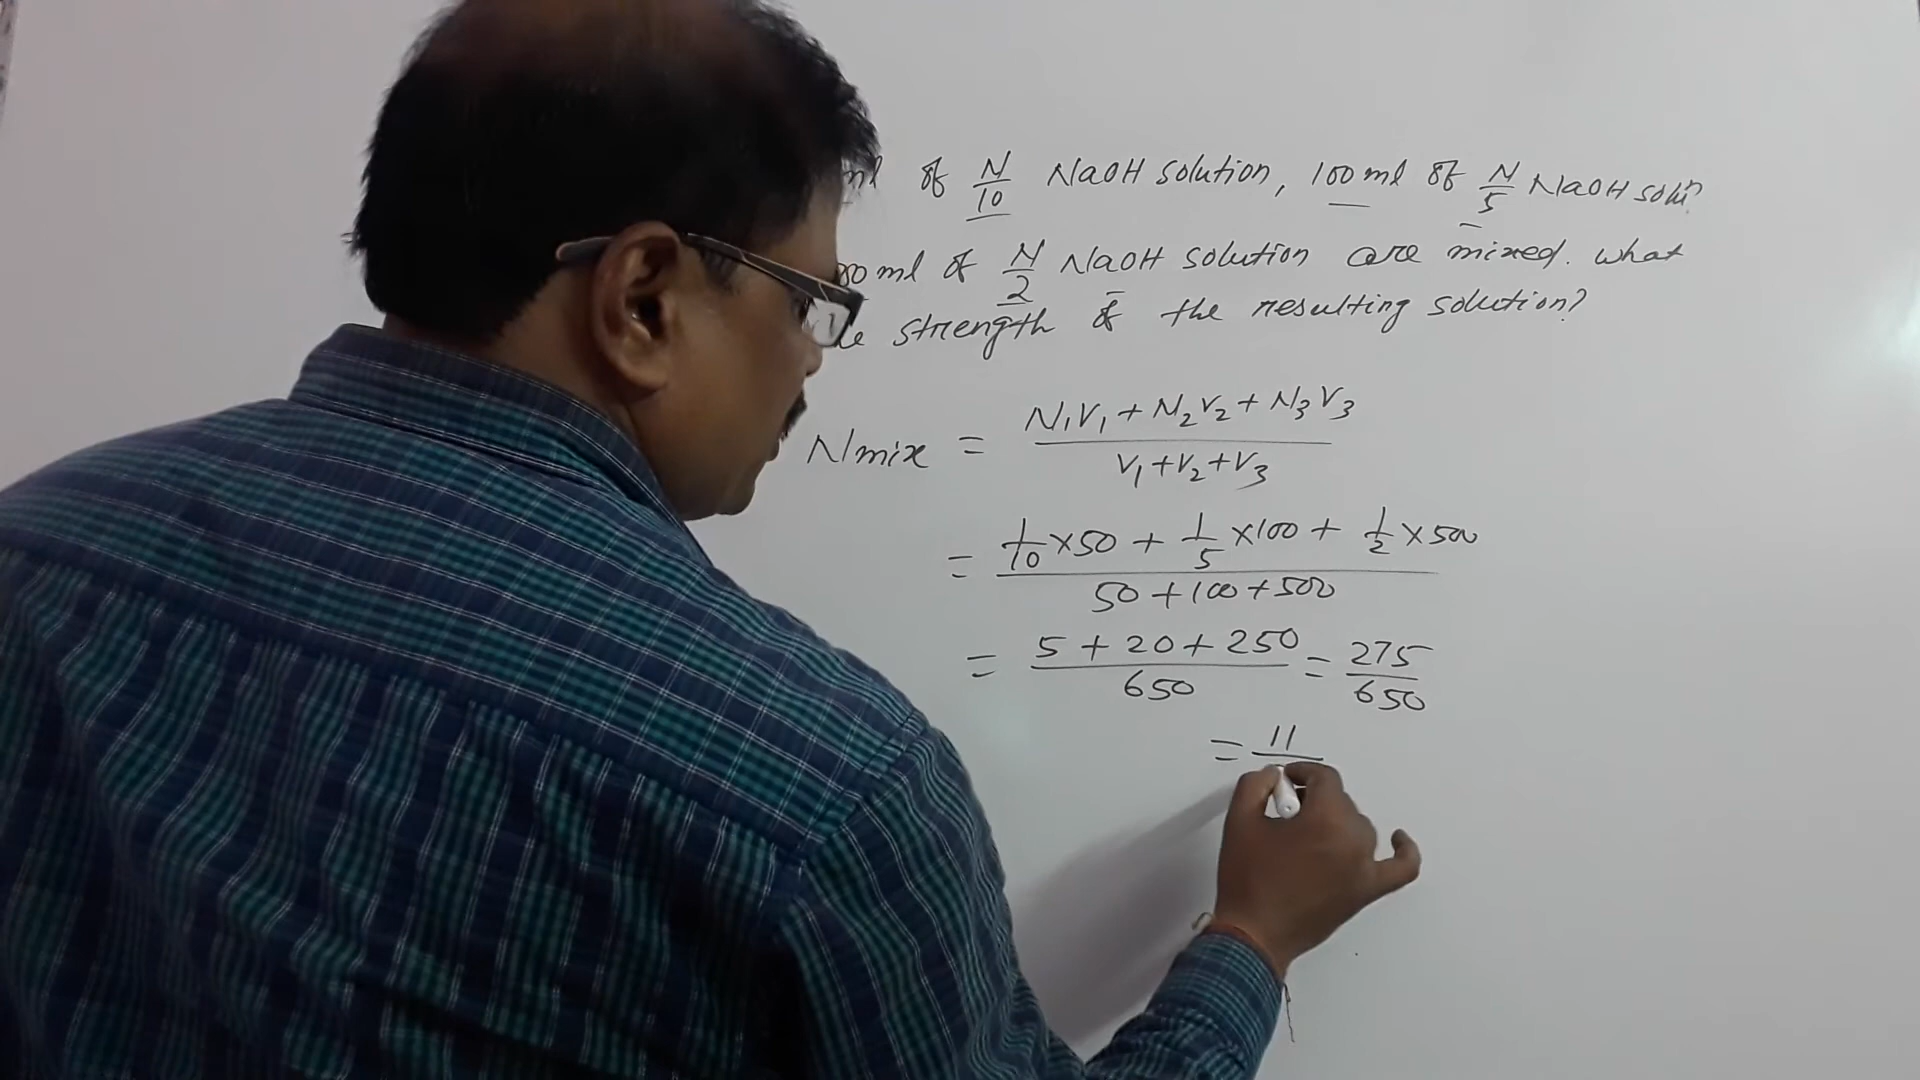 ml of N/10 NaOH solution, 100 ml of N/5 NaOH solⁿ
00 ml of N/2 NaOH solution are mixed. What
strength of the resulting solution?
Nmix = (N₁V₁ + N₂V₂ + N₃V₃)/(V₁+V₂+V₃)
= (1/10 ×50 + 1/5 ×100 + 1/2 ×500)/(50+100+500)
= (5 + 20 + 250)/650 = 275/650
= 11/